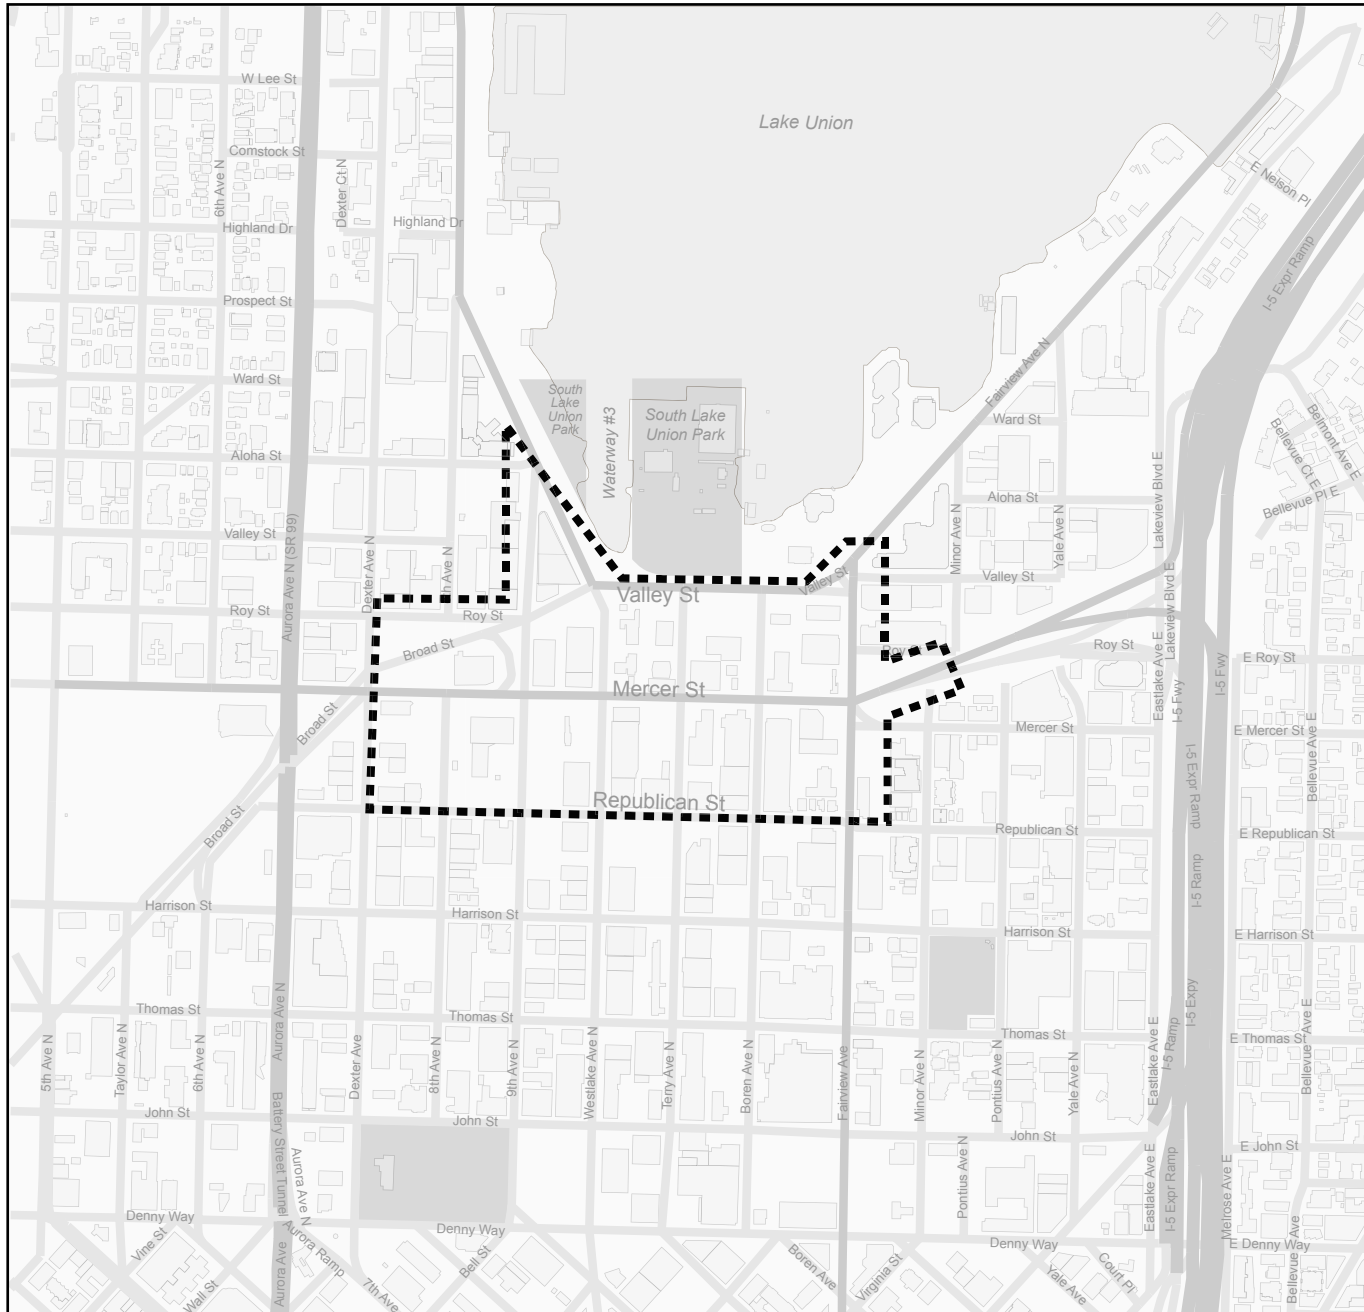 W Lee St
Lake Union
Comstock St
6th Ave N
Dexter Ct N
E Nelson Pl
Highland Dr
Highland Dr
I-5 Expr Ramp
Prospect St
Fairview Ave N
Ward St
South
Lake
Union
Park
Waterway #3
South Lake
Union Park
Ward St
Belmont Ave E
Bellevue Ct E
Aloha St
Lakeview Blvd E
Aloha St
Bellevue Pl E
Aurora Ave N (SR 99)
Valley St
Dexter Ave N
Minor Ave N
Yale Ave N
Valley St
Valley St
Valley St
Lakeview Blvd E
Roy St
Roy St
Broad St
Roy St
Eastlake Ave E
E Roy St
I-5 Fwy
I-5 Fwy
Mercer St
Broad St
Mercer St
E Mercer St
Bellevue Ave E
I-5 Expr Ramp
Republican St
Broad St
Republican St
E Republican St
I-5 Ramp
Harrison St
Harrison St
Harrison St
E Harrison St
Thomas St
Thomas St
Thomas St
E Thomas St
I-5 Expy
I-5 Ramp
5th Ave N
Taylor Ave N
6th Ave N
Aurora Ave N
Dexter Ave
8th Ave N
9th Ave N
Westlake Ave N
Terry Ave N
Boren Ave N
Fairview Ave
Minor Ave N
Pontius Ave N
Yale Ave N
Eastlake Ave E
Bellevue Ave E
John St
John St
John St
E John St
Battery Street Tunnel
Aurora Ave N
Pontius Ave N
Eastlake Ave E
I-5 Expr Ramp
Melrose Ave E
Denny Way
Denny Way
Denny Way
E Denny Way
Vine St
Wall St
Aurora Ave
Aurora Ramp
7th Ave
Bell St
Boren Ave
Virginia St
Yale Ave
Court Pl
Bellevue Ave